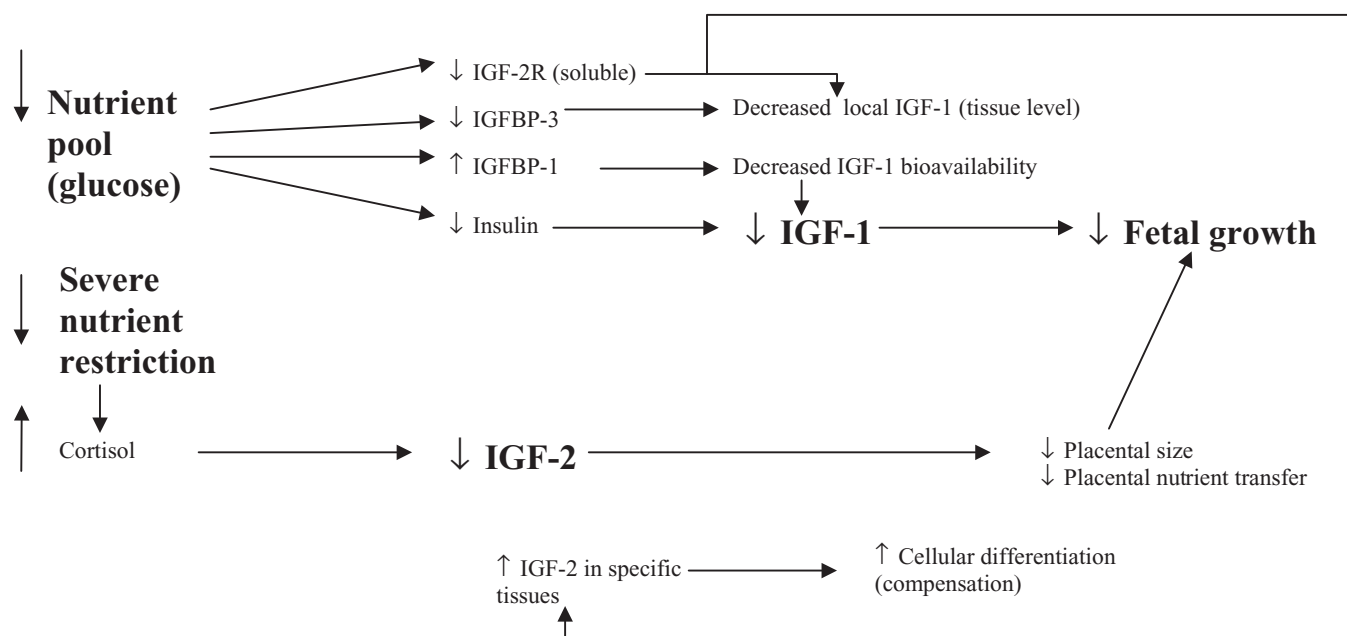 ↓ IGF-2R (soluble)
↓ Nutrient
pool
(glucose)
↓ IGFBP-3
Decreased local IGF-1 (tissue level)
↑ IGFBP-1
Decreased IGF-1 bioavailability
↓ Insulin
↓ IGF-1
↓ Fetal growth
↓ Severe
nutrient
restriction
↑ Cortisol
↓ IGF-2
↓ Placental size
↓ Placental nutrient transfer
↑ IGF-2 in specific
tissues
↑ Cellular differentiation
(compensation)